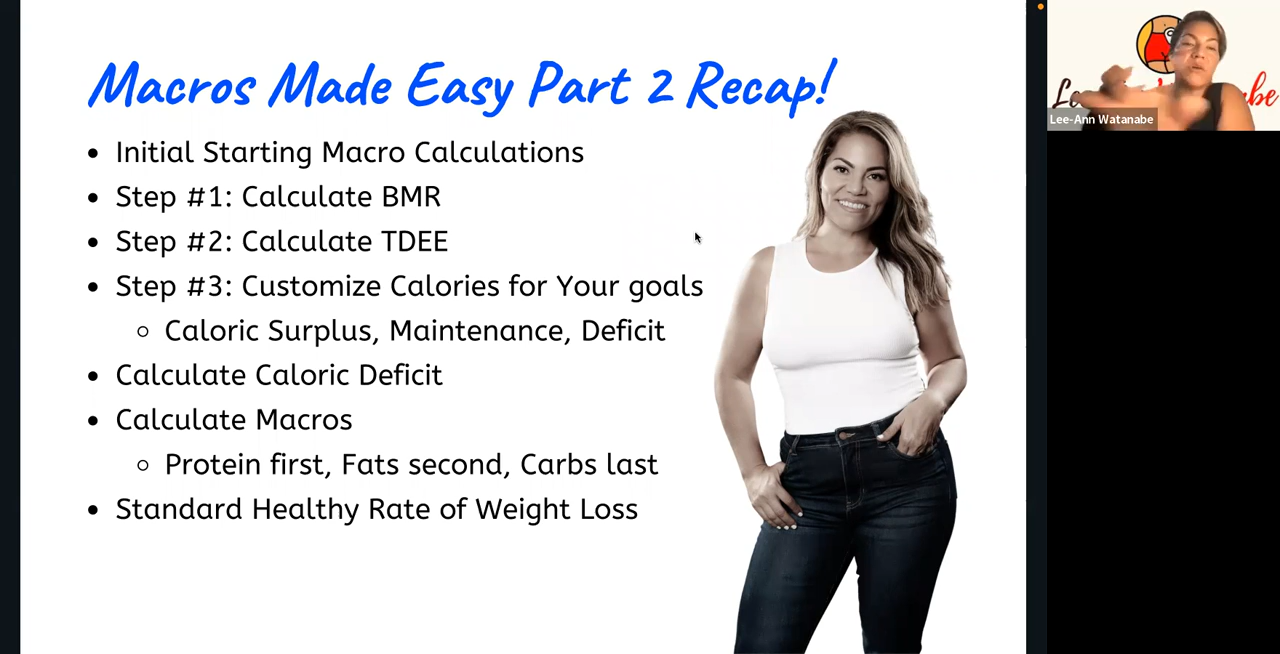 Macros Made Easy Part 2 Recap!
• Initial Starting Macro Calculations
• Step #1: Calculate BMR
• Step #2: Calculate TDEE
• Step #3: Customize Calories for Your goals
○ Caloric Surplus, Maintenance, Deficit
• Calculate Caloric Deficit
• Calculate Macros
○ Protein first, Fats second, Carbs last
• Standard Healthy Rate of Weight Loss
Lee-Ann Watanabe